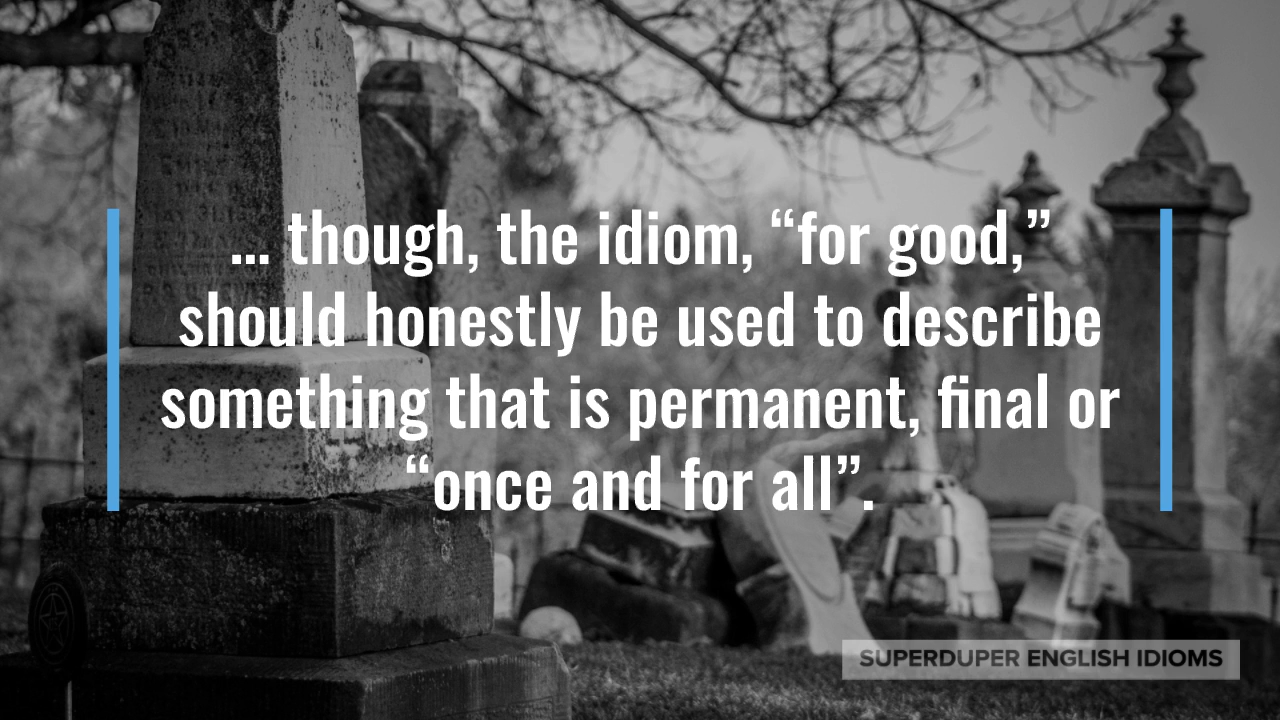 ... though, the idiom, “for good,”
should honestly be used to describe
something that is permanent, final or
“once and for all”.
SUPERDUPER ENGLISH IDIOMS